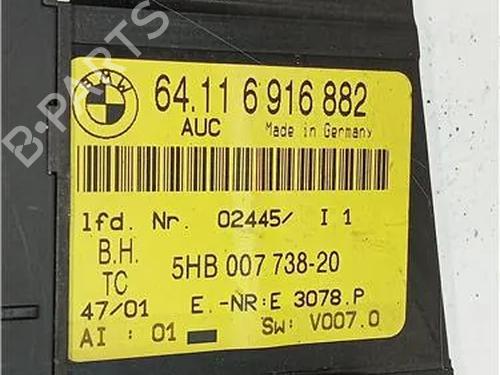 BMW
64.11 6 916 882
AUC Made in Germany
lfd. Nr. 02445/ I 1
B.H.
TC 5HB 007 738-20
47/01 E.-NR:E 3078.P
AI : 01 SW: V007.0
B-PARTS
B-PARTS